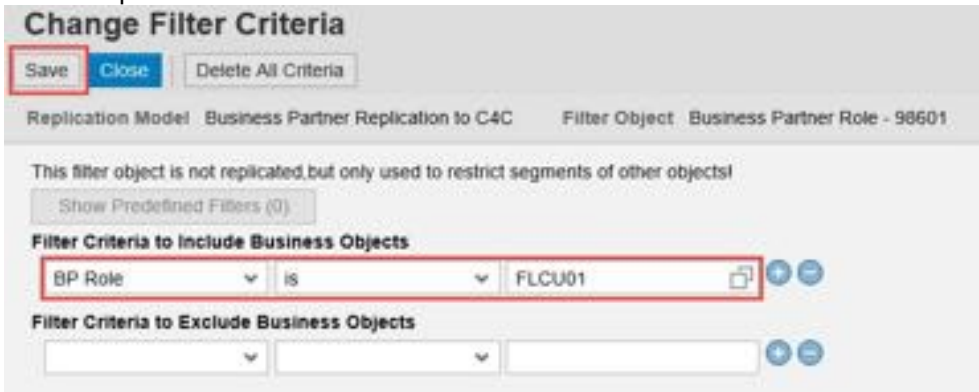 Change Filter Criteria
Save Close Delete All Criteria
Replication Model Business Partner Replication to C4C Filter Object Business Partner Role - 98601
This filter object is not replicated,but only used to restrict segments of other objects!
Show Predefined Filters (0)
Filter Criteria to Include Business Objects
BP Role is FLCU01
Filter Criteria to Exclude Business Objects